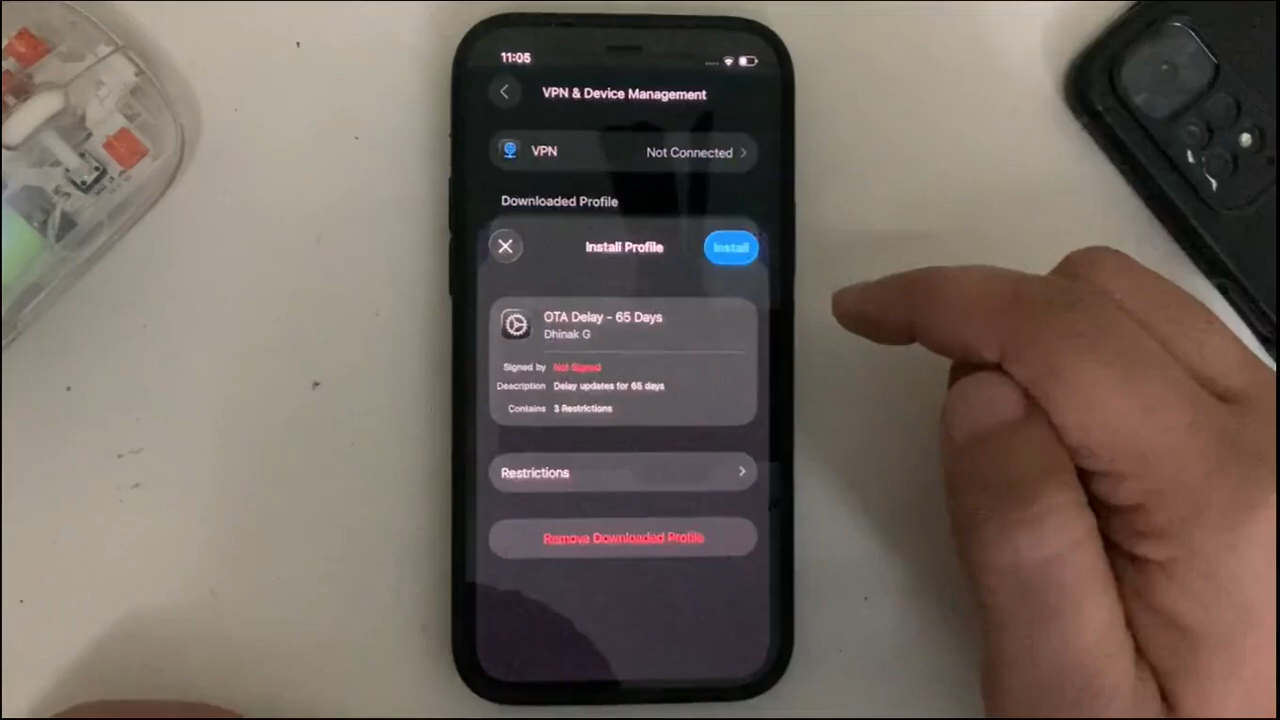 11:05
VPN & Device Management
VPN Not Connected
Downloaded Profile
Install Profile Install
OTA Delay - 65 Days
Dhinak G
Signed by Not Signed
Description Delay updates for 65 days
Contains 3 Restrictions
Restrictions
Remove Downloaded Profile